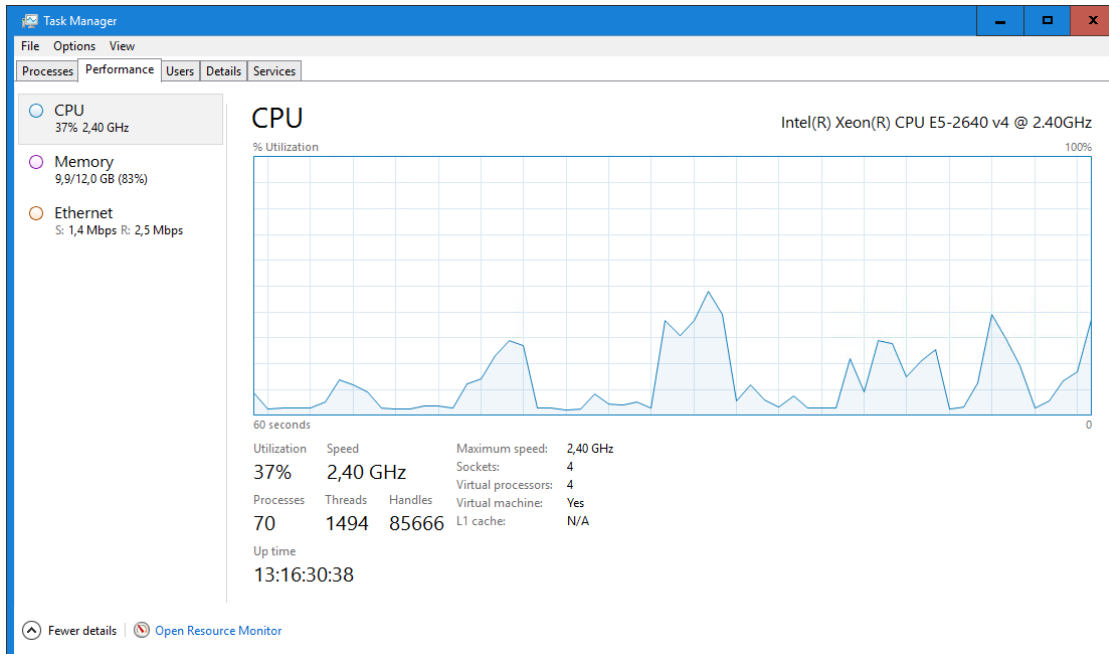 Task Manager
File Options View
Processes Performance Users Details Services
CPU
37% 2,40 GHz
Memory
9,9/12,0 GB (83%)
Ethernet
S: 1,4 Mbps R: 2,5 Mbps
CPU
Intel(R) Xeon(R) CPU E5-2640 v4 @ 2.40GHz
% Utilization 100%
60 seconds 0
Utilization Speed
37% 2,40 GHz
Processes Threads Handles
70 1494 85666
Up time
13:16:30:38
Maximum speed: 2,40 GHz
Sockets: 4
Virtual processors: 4
Virtual machine: Yes
L1 cache: N/A
Fewer details Open Resource Monitor